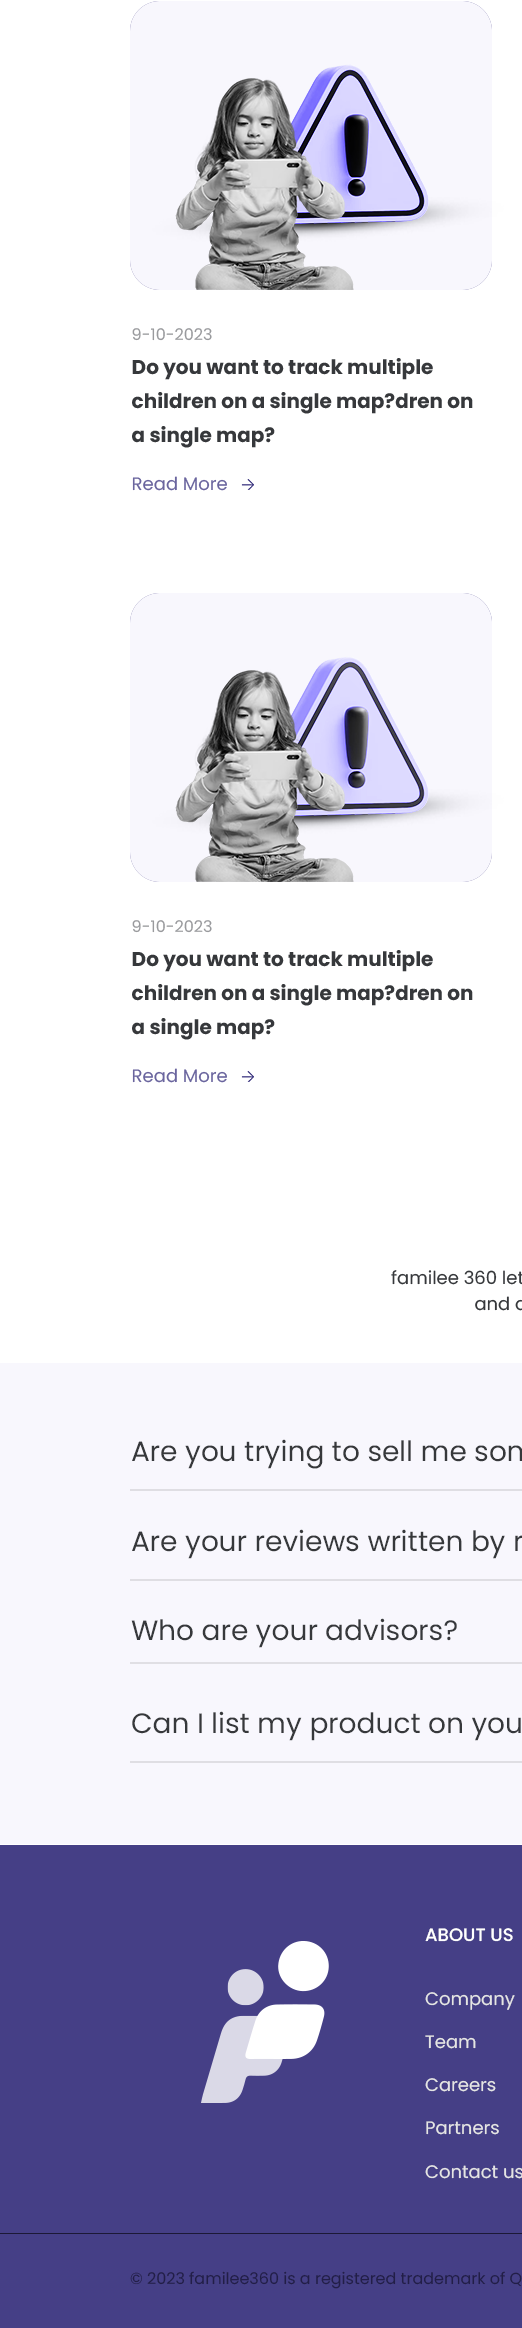 9-10-2023
Do you want to track multiple
children on a single map?dren on
a single map?
Read More
9-10-2023
Do you want to track multiple
children on a single map?dren on
a single map?
Read More
familee 360 let
and
Are you trying to sell me som
Are your reviews written by r
Who are your advisors?
Can I list my product on you
ABOUT US
Company
Team
Careers
Partners
Contact us
© 2023 familee360 is a registered trademark of Q